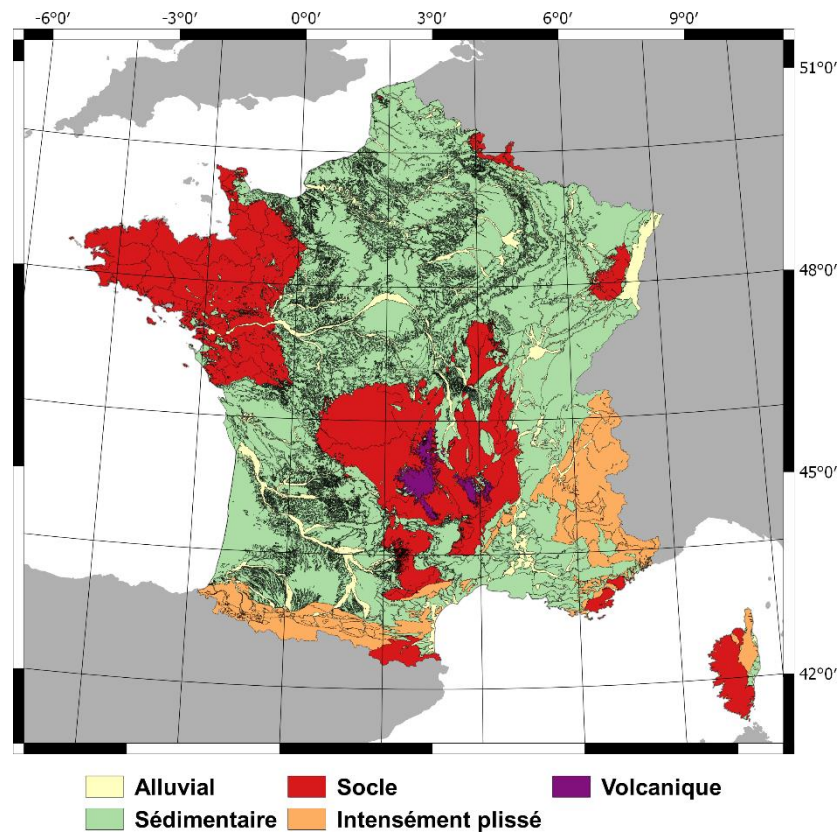 -6°0′ -3°0′ 0°0′ 3°0′ 6°0′ 9°0′
51°0′
48°0′
45°0′
42°0′
Alluvial Socle Volcanique
Sédimentaire Intensément plissé